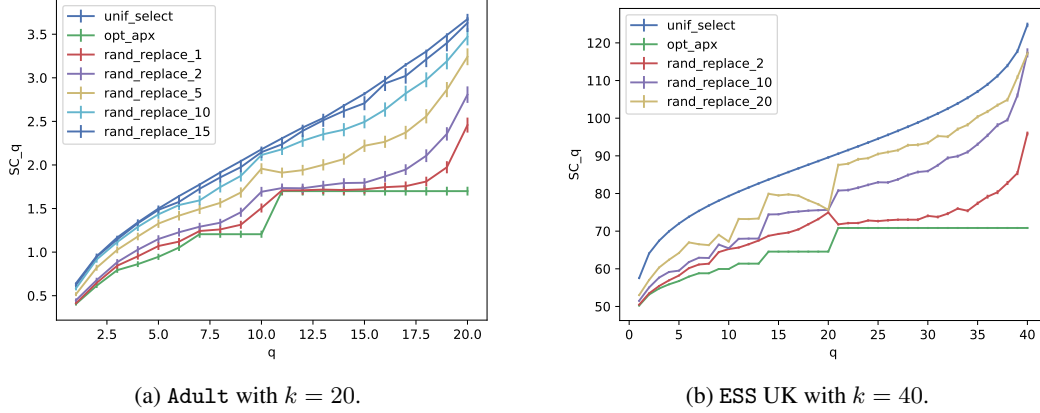 unif_select
opt_apx
rand_replace_1
rand_replace_2
rand_replace_5
rand_replace_10
rand_replace_15
3.5
3.0
2.5
2.0
1.5
1.0
0.5
SC_q
2.5 5.0 7.5 10.0 12.5 15.0 17.5 20.0
q
(a) Adult with k = 20.
unif_select
opt_apx
rand_replace_2
rand_replace_10
rand_replace_20
120
110
100
90
80
70
60
50
SC_q
0 5 10 15 20 25 30 35 40
q
(b) ESS UK with k = 40.